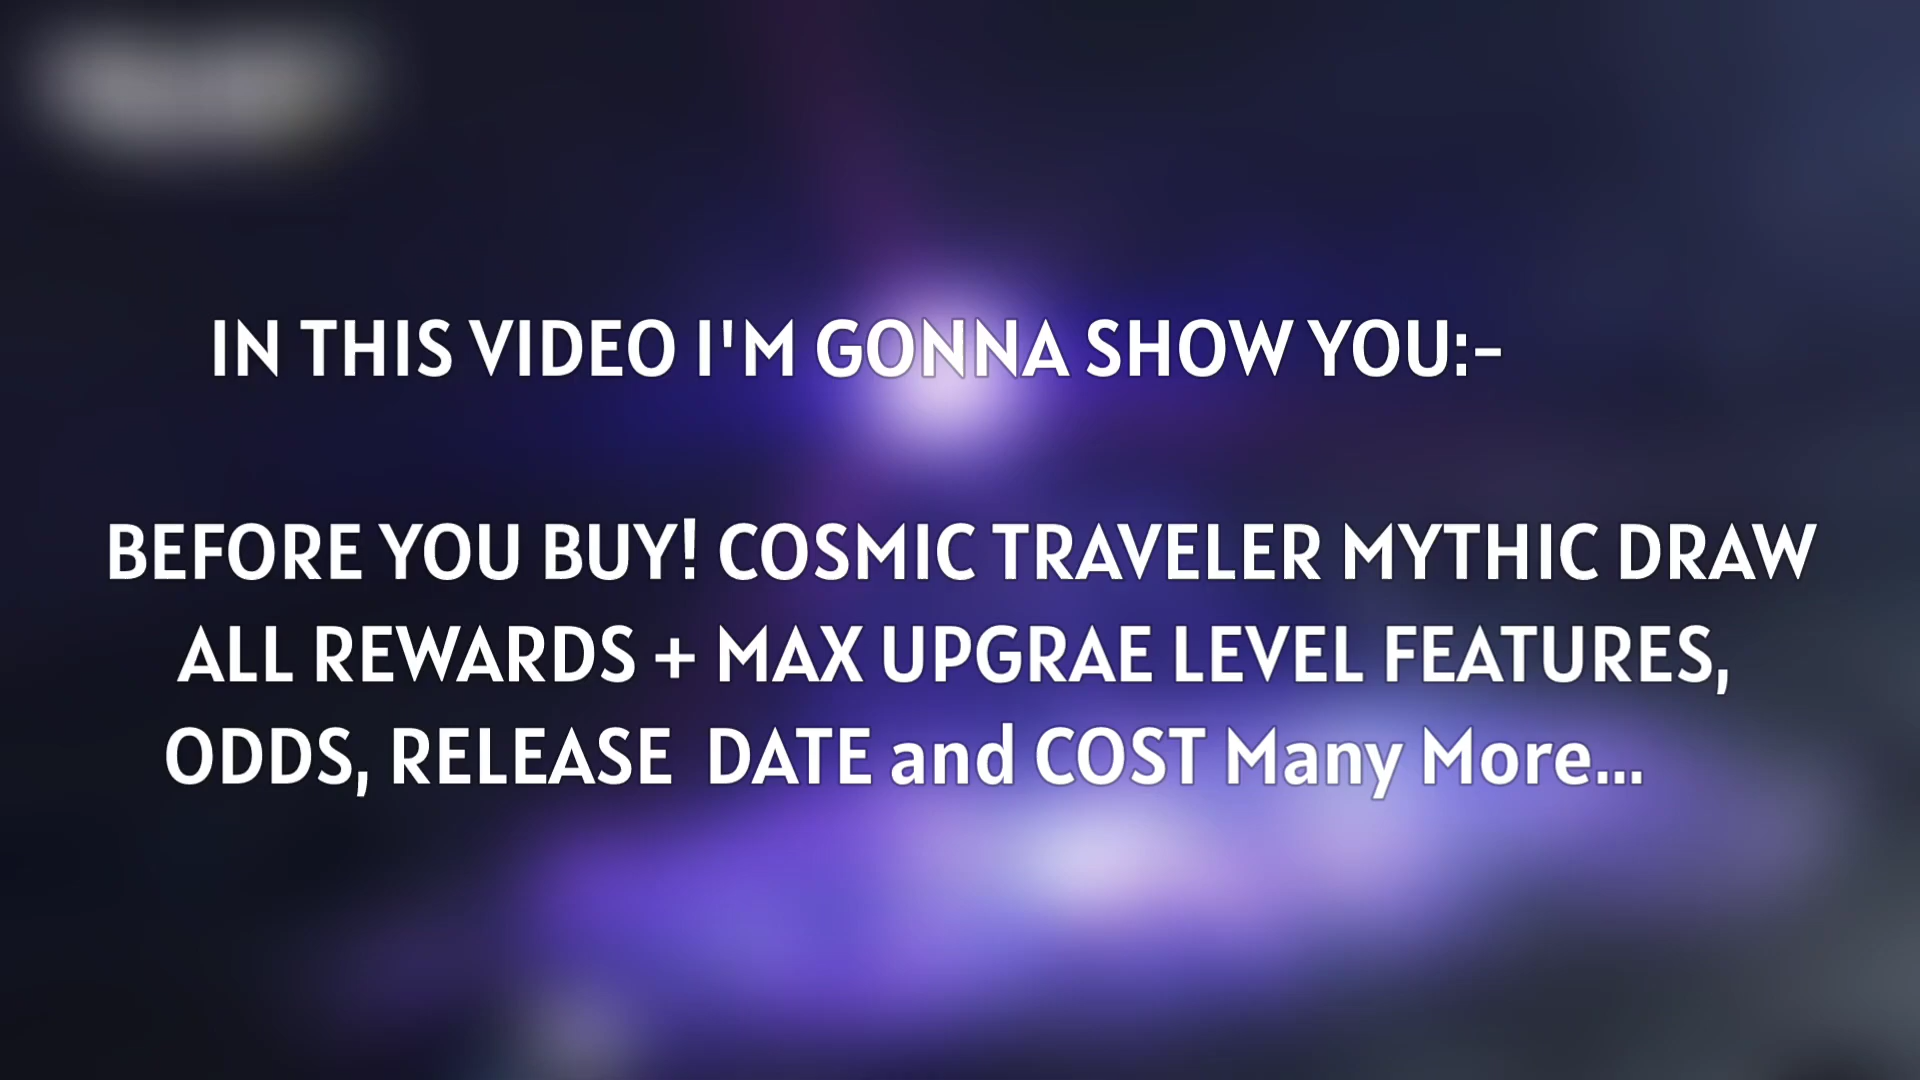 IN THIS VIDEO I'M GONNA SHOW YOU:-
BEFORE YOU BUY! COSMIC TRAVELER MYTHIC DRAW
ALL REWARDS + MAX UPGRAE LEVEL FEATURES,
ODDS, RELEASE  DATE and COST Many More...